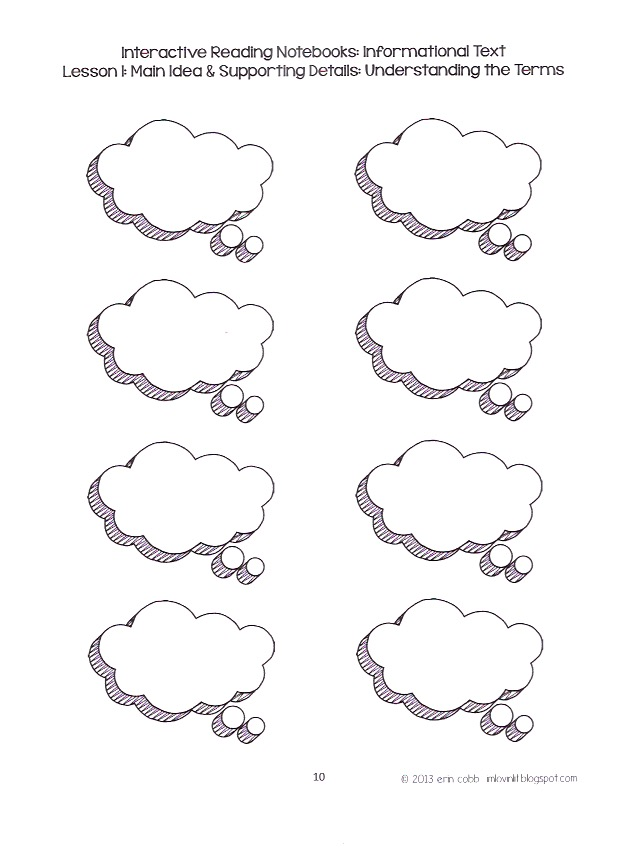 Interactive Reading Notebooks: Informational Text
Lesson 1: Main Idea & Supporting Details: Understanding the Terms
10
© 2013 erin cobb imlovinlit.blogspot.com